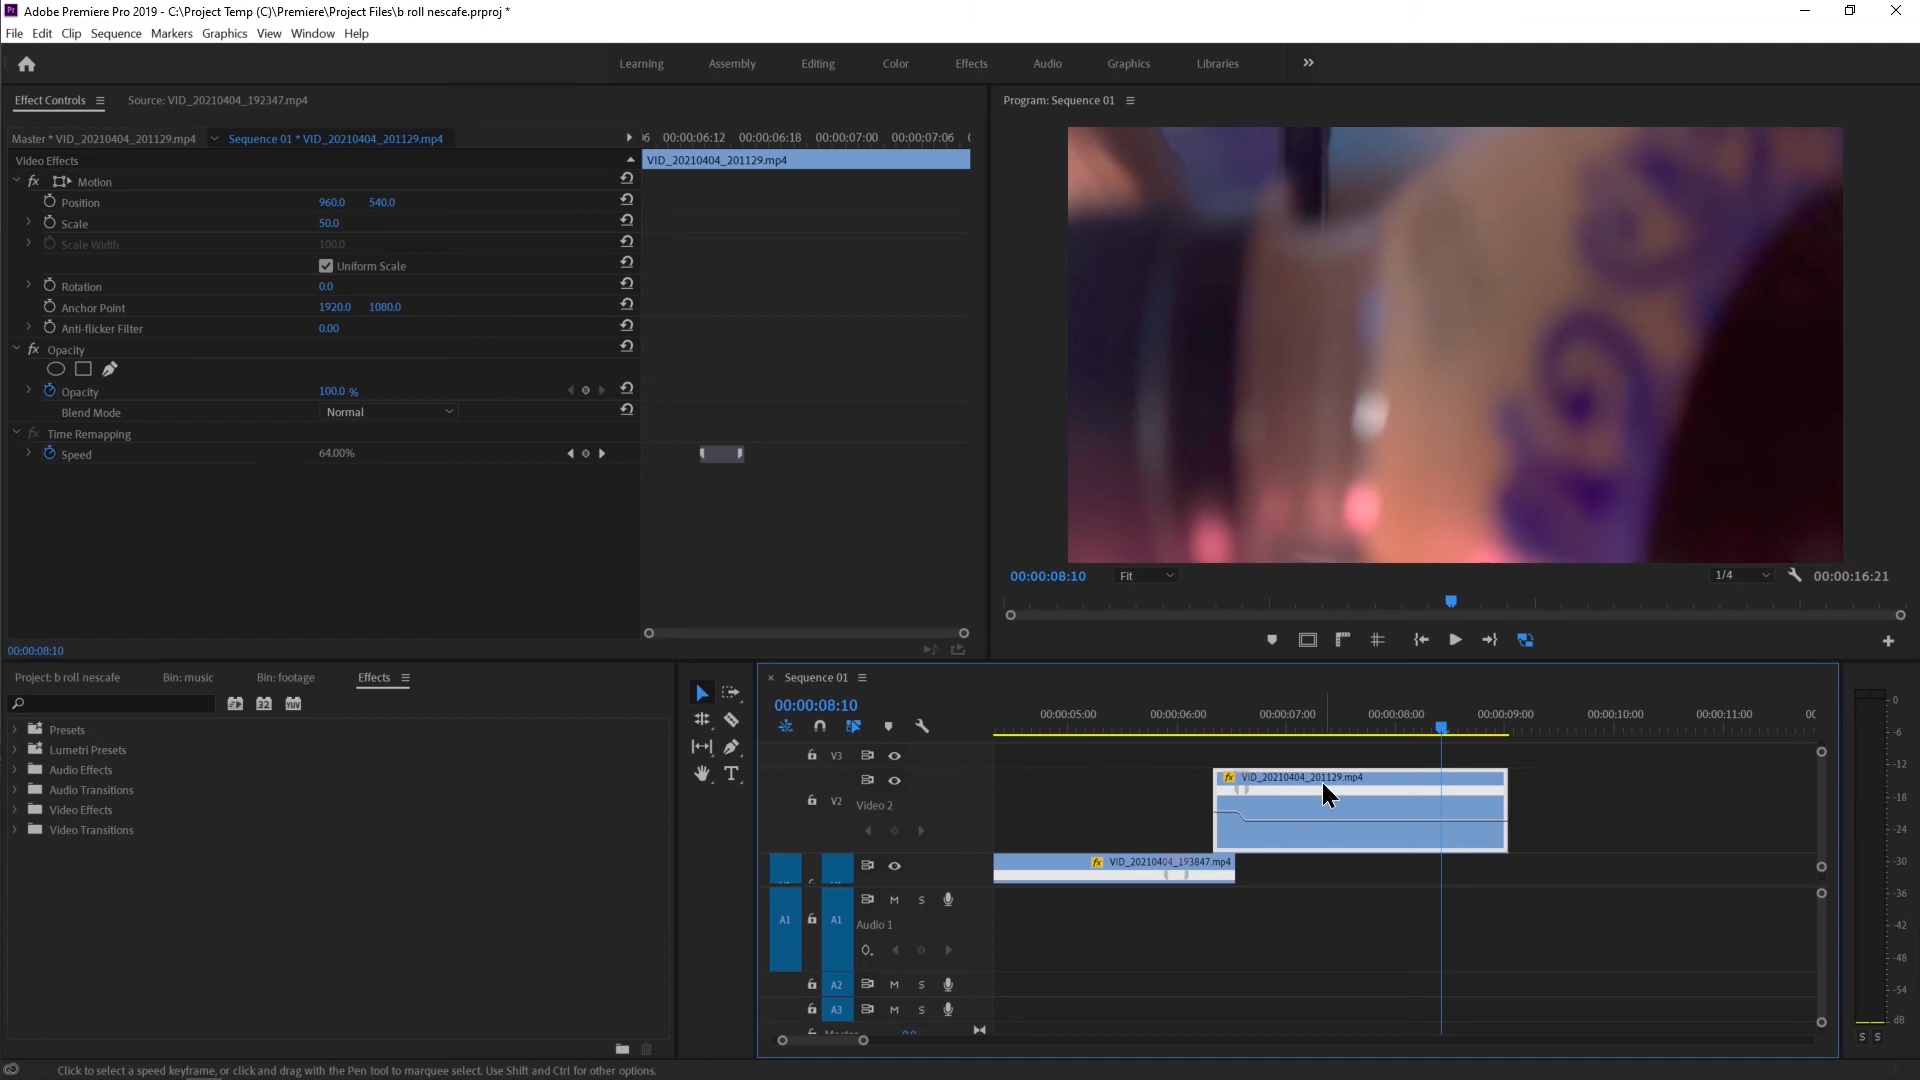 Adobe Premiere Pro 2019 - C:\Project Temp (C)\Premiere\Project Files\b roll nescafe.prproj *
File Edit Clip Sequence Markers Graphics View Window Help
Learning Assembly Editing Color Effects Audio Graphics Libraries
Effect Controls Source: VID_20210404_192347.mp4
Program: Sequence 01
Master * VID_20210404_201129.mp4 Sequence 01 * VID_20210404_201129.mp4
00:00:06:12 00:00:06:18 00:00:07:00 00:00:07:06
Video Effects
VID_20210404_201129.mp4
fx Motion
Position 960.0 540.0
Scale 50.0
Scale Width 100.0
Uniform Scale
Rotation 0.0
Anchor Point 1920.0 1080.0
Anti-flicker Filter 0.00
fx Opacity
Opacity 100.0 %
Blend Mode Normal
fx Time Remapping
Speed 64.00%
00:00:08:10 Fit 1/4 00:00:16:21
00:00:08:10
Project: b roll nescafe Bin: music Bin: footage Effects
32 YUV
Presets
Lumetri Presets
Audio Effects
Audio Transitions
Video Effects
Video Transitions
Sequence 01
00:00:08:10
00:00:05:00 00:00:06:00 00:00:07:00 00:00:08:00 00:00:09:00 00:00:10:00 00:00:11:00
V3
fx VID_20210404_201129.mp4
V2 Video 2
fx VID_20210404_193847.mp4
M S
A1 A1 Audio 1
A2 M S
A3 M S
0
-6
-12
-18
-24
-30
-36
-42
-48
-54
dB
S S
Click to select a speed keyframe, or click and drag with the Pen tool to marquee select. Use Shift and Ctrl for other options.